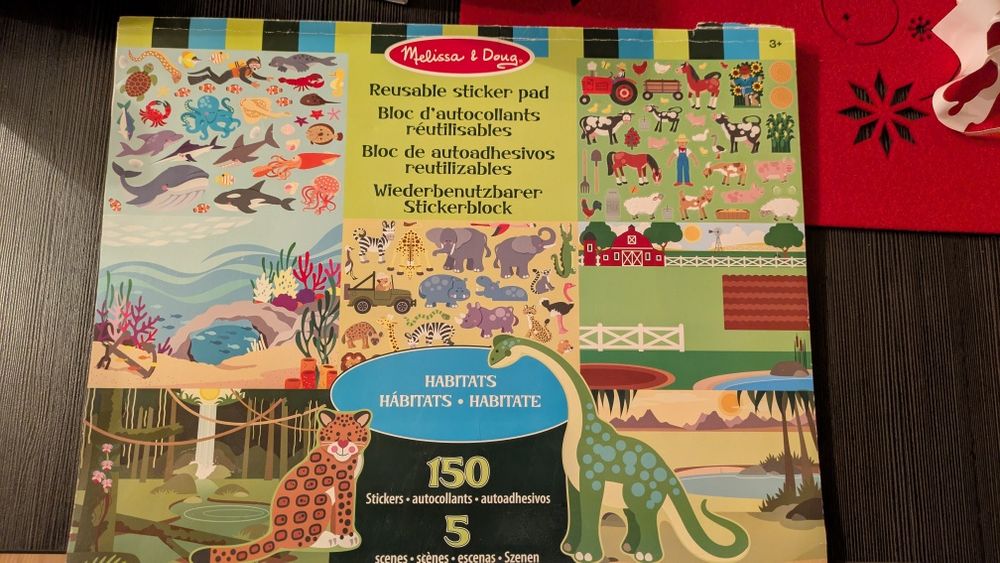 Melissa & Doug®
3+
Reusable sticker pad
Bloc d'autocollants
réutilisables
Bloc de autoadhesivos
reutilizables
Wiederbenutzbarer
Stickerblock
HABITATS
HÁBITATS • HABITATE
150
Stickers • autocollants • autoadhesivos
5
scenes • scènes • escenas • Szenen